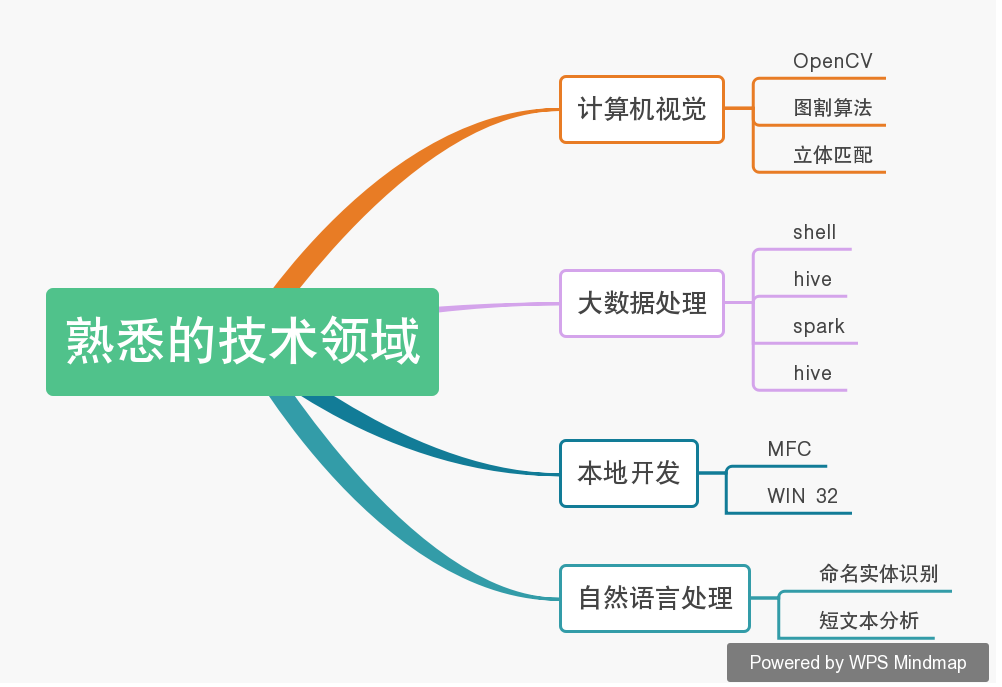 熟悉的技术领域
计算机视觉
OpenCV
图割算法
立体匹配
大数据处理
shell
hive
spark
hive
本地开发
MFC
WIN 32
自然语言处理
命名实体识别
短文本分析
Powered by WPS Mindmap